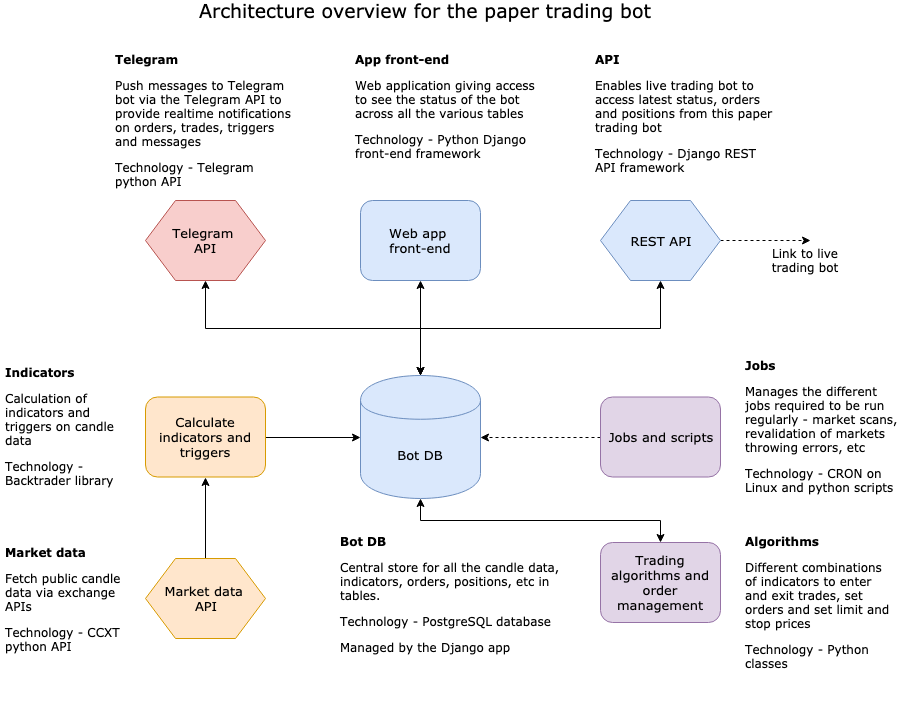 Architecture overview for the paper trading bot
Telegram
Push messages to Telegram
bot via the Telegram API to
provide realtime notifications
on orders, trades, triggers
and messages
Technology - Telegram
python API
App front-end
Web application giving access
to see the status of the bot
across all the various tables
Technology - Python Django
front-end framework
API
Enables live trading bot to
access latest status, orders
and positions from this paper
trading bot
Technology - Django REST
API framework
Telegram
API
Web app
front-end
REST API
Link to live
trading bot
Indicators
Calculation of
indicators and
triggers on candle
data
Technology -
Backtrader library
Calculate
indicators and
triggers
Bot DB
Jobs and scripts
Jobs
Manages the different
jobs required to be run
regularly - market scans,
revalidation of markets
throwing errors, etc
Technology - CRON on
Linux and python scripts
Market data
Fetch public candle
data via exchange
APIs
Technology - CCXT
python API
Market data
API
Bot DB
Central store for all the candle data,
indicators, orders, positions, etc in
tables.
Technology - PostgreSQL database
Managed by the Django app
Trading
algorithms and
order
management
Algorithms
Different combinations
of indicators to enter
and exit trades, set
orders and set limit and
stop prices
Technology - Python
classes